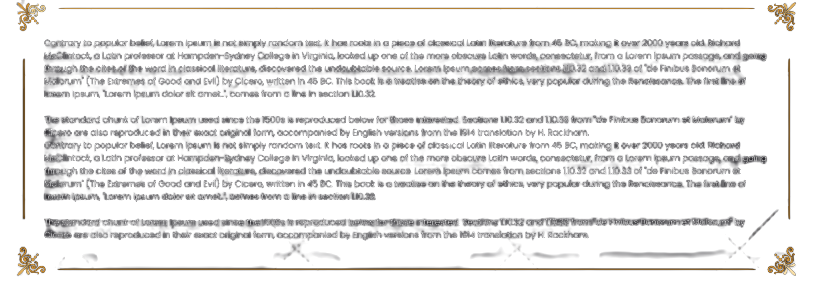 Contrary to popular belief, Lorem Ipsum is not simply random text. It has roots in a piece of classical Latin literature from 45 BC, making it over 2000 years old. Richard
McClintock, a Latin professor at Hampden-Sydney College in Virginia, looked up one of the more obscure Latin words, consectetur, from a Lorem Ipsum passage, and going
through the cites of the word in classical literature, discovered the undoubtable source. Lorem Ipsum comes from sections 1.10.32 and 1.10.33 of "de Finibus Bonorum et
Malorum" (The Extremes of Good and Evil) by Cicero, written in 45 BC. This book is a treatise on the theory of ethics, very popular during the Renaissance. The first line of
Lorem Ipsum, "Lorem ipsum dolor sit amet..", comes from a line in section 1.10.32.
The standard chunk of Lorem Ipsum used since the 1500s is reproduced below for those interested. Sections 1.10.32 and 1.10.33 from "de Finibus Bonorum et Malorum" by
Cicero are also reproduced in their exact original form, accompanied by English versions from the 1914 translation by H. Rackham.
Contrary to popular belief, Lorem Ipsum is not simply random text. It has roots in a piece of classical Latin literature from 45 BC, making it over 2000 years old. Richard
McClintock, a Latin professor at Hampden-Sydney College in Virginia, looked up one of the more obscure Latin words, consectetur, from a Lorem Ipsum passage, and going
through the cites of the word in classical literature, discovered the undoubtable source. Lorem Ipsum comes from sections 1.10.32 and 1.10.33 of "de Finibus Bonorum et
Malorum" (The Extremes of Good and Evil) by Cicero, written in 45 BC. This book is a treatise on the theory of ethics, very popular during the Renaissance. The first line of
Lorem Ipsum, "Lorem ipsum dolor sit amet..", comes from a line in section 1.10.32.
The standard chunk of Lorem Ipsum used since the 1500s is reproduced below for those interested. Sections 1.10.32 and 1.10.33 from "de Finibus Bonorum et Malorum" by
Cicero are also reproduced in their exact original form, accompanied by English versions from the 1914 translation by H. Rackham.